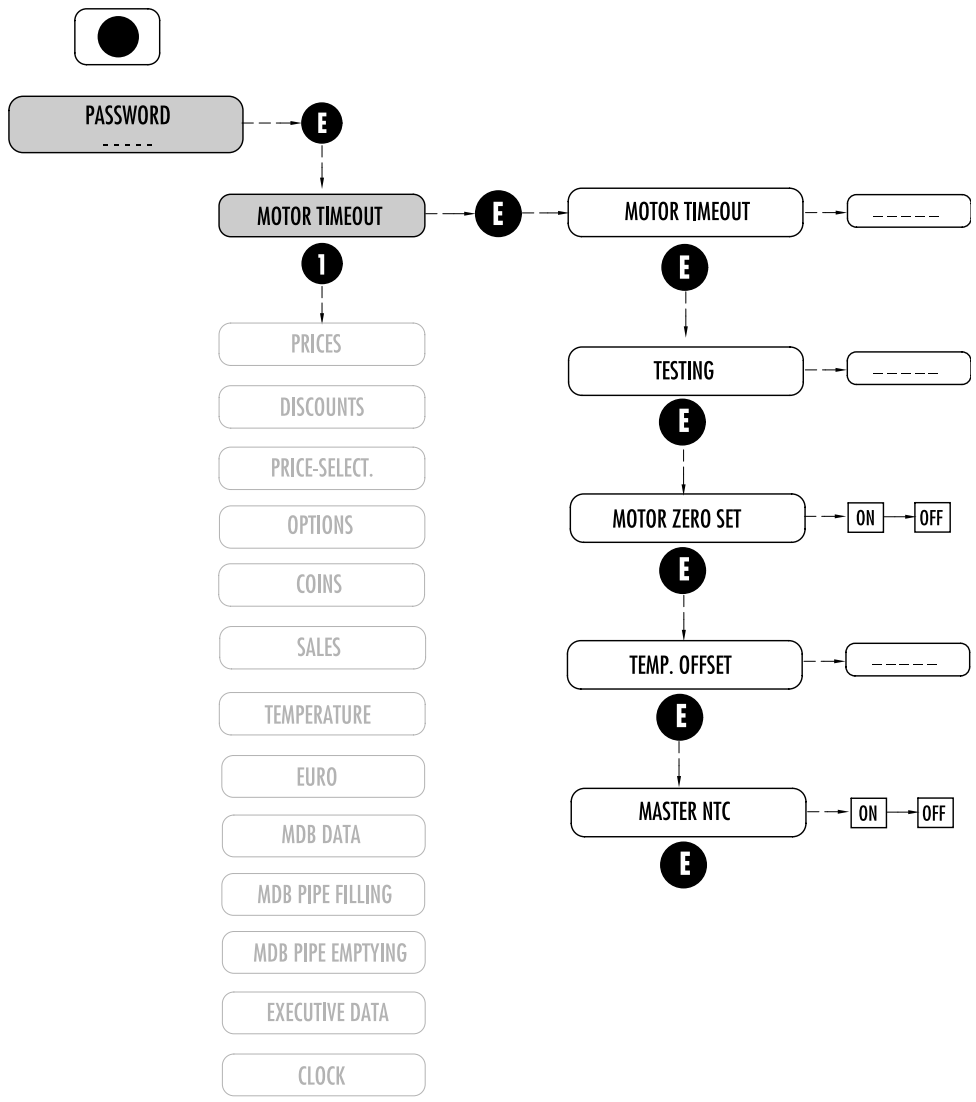 PASSWORD
_ _ _ _ _
E
MOTOR TIMEOUT
E
MOTOR TIMEOUT
_ _ _ _ _
1
E
PRICES
TESTING
_ _ _ _ _
DISCOUNTS
E
PRICE-SELECT.
OPTIONS
MOTOR ZERO SET
ON
OFF
COINS
E
SALES
TEMP. OFFSET
_ _ _ _ _
TEMPERATURE
E
EURO
MASTER NTC
ON
OFF
MDB DATA
E
MDB PIPE FILLING
MDB PIPE EMPTYING
EXECUTIVE DATA
CLOCK